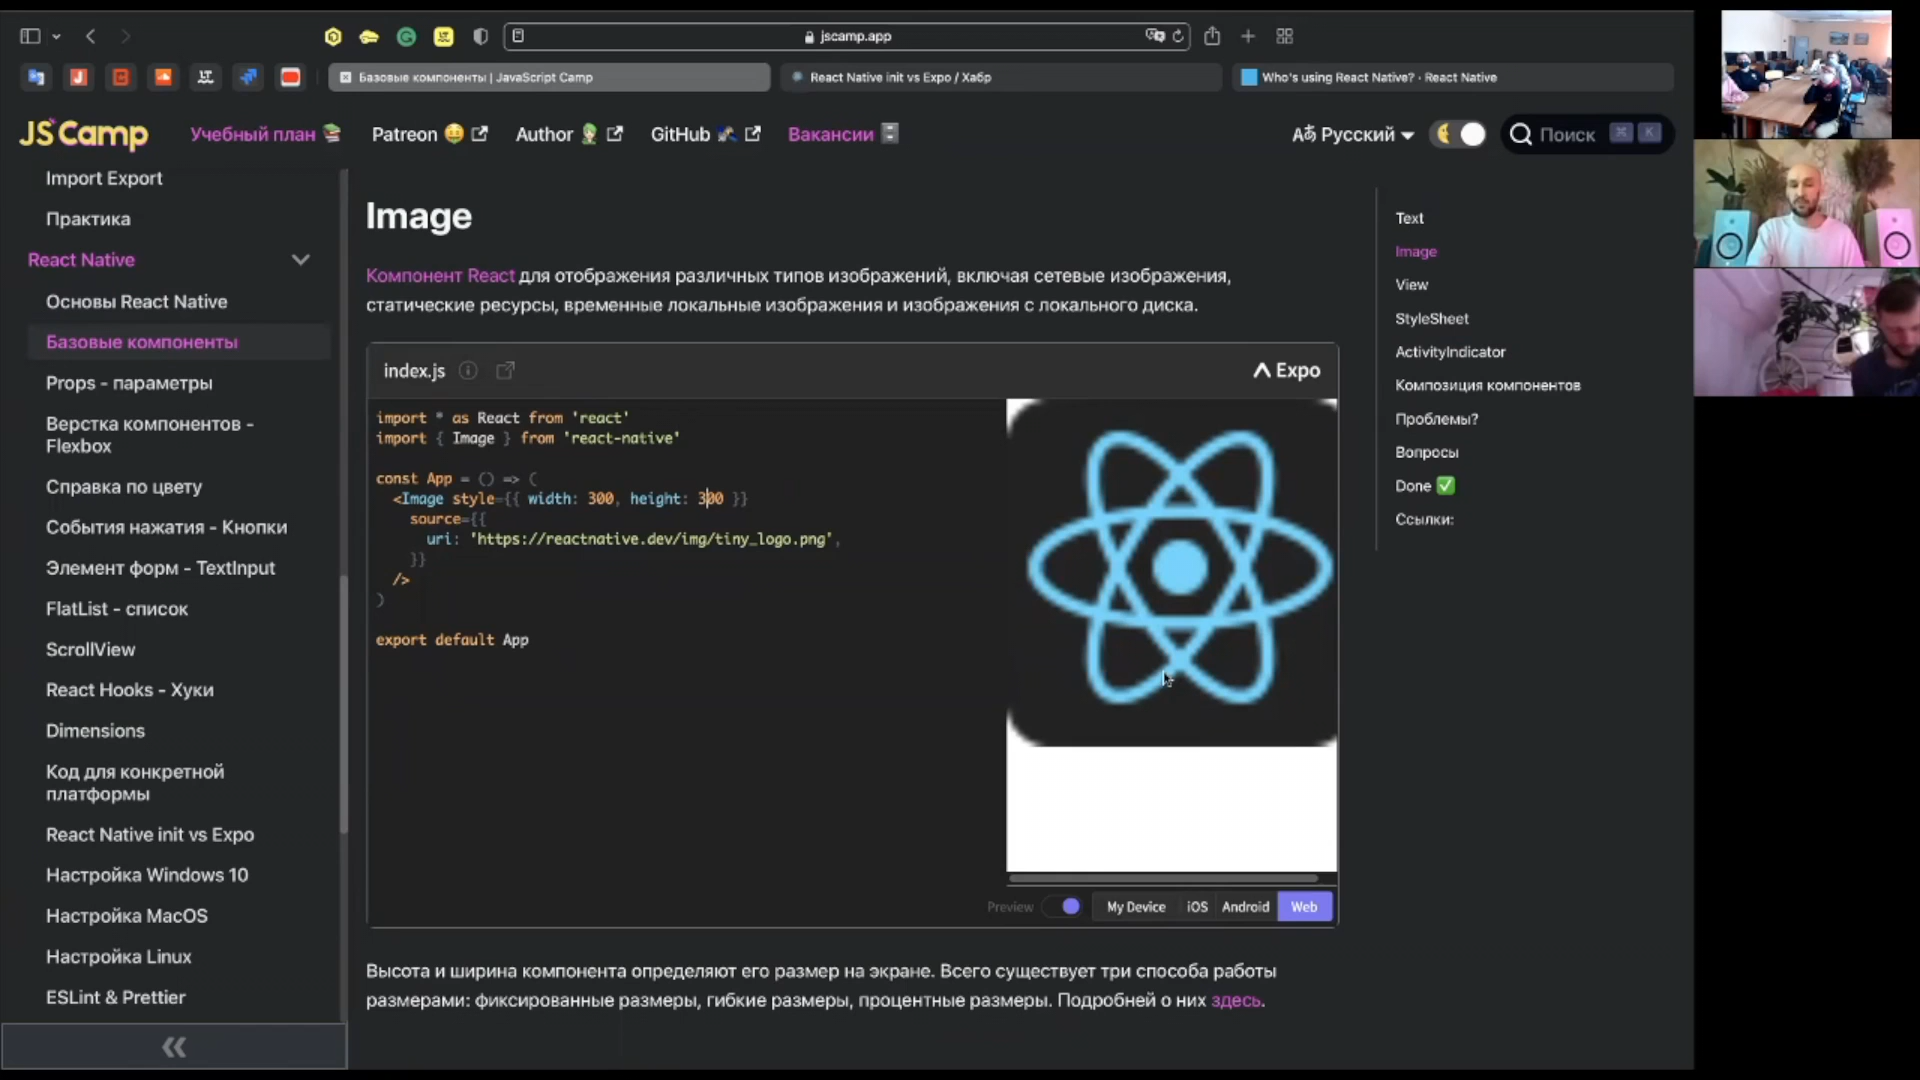 jscamp.app
Базовые компоненты | JavaScript Camp
React Native init vs Expo / Хабр
Who's using React Native? · React Native
JS Camp
Учебный план
Patreon
Author
GitHub
Вакансии
Русский
Поиск
K
Import Export
Практика
React Native
Основы React Native
Базовые компоненты
Props - параметры
Верстка компонентов -
Flexbox
Справка по цвету
События нажатия - Кнопки
Элемент форм - TextInput
FlatList - список
ScrollView
React Hooks - Хуки
Dimensions
Код для конкретной
платформы
React Native init vs Expo
Настройка Windows 10
Настройка MacOS
Настройка Linux
ESLint & Prettier
Image
Компонент React для отображения различных типов изображений, включая сетевые изображения,
статические ресурсы, временные локальные изображения и изображения с локального диска.
index.js
Expo
import * as React from 'react'
import { Image } from 'react-native'
const App = () => (
<Image style={{ width: 300, height: 300 }}
source={{
uri: 'https://reactnative.dev/img/tiny_logo.png',
}}
/>
)
export default App
Preview
My Device
iOS
Android
Web
Высота и ширина компонента определяют его размер на экране. Всего существует три способа работы
размерами: фиксированные размеры, гибкие размеры, процентные размеры. Подробней о них здесь.
Text
Image
View
StyleSheet
ActivityIndicator
Композиция компонентов
Проблемы?
Вопросы
Done
Ссылки: